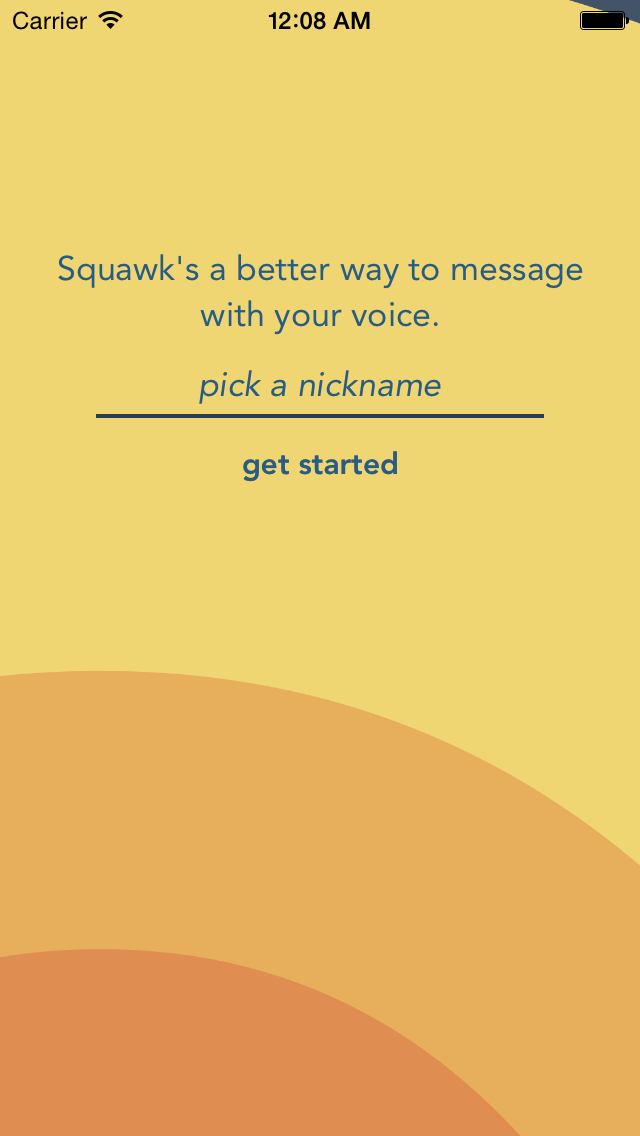 Carrier 12:08 AM
Squawk's a better way to message
with your voice.
pick a nickname
get started